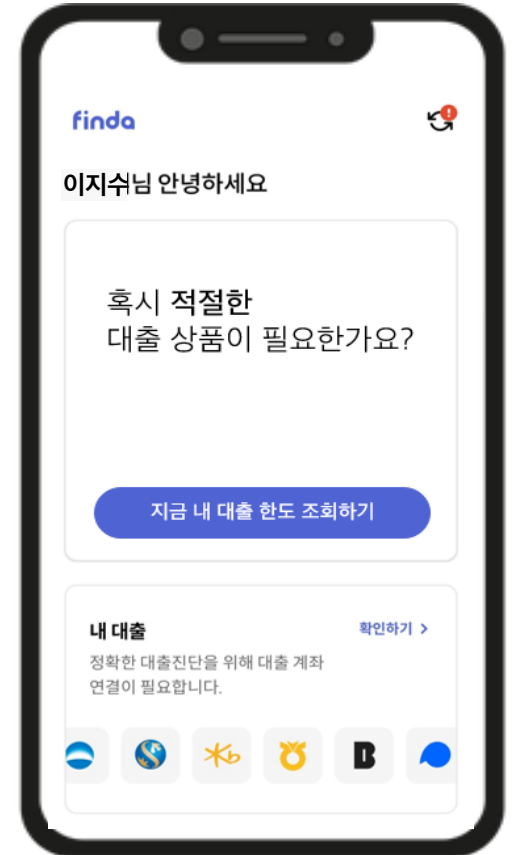 finda
이지수님 안녕하세요
혹시 적절한
대출 상품이 필요한가요?
지금 내 대출 한도 조회하기
내 대출 확인하기 >
정확한 대출진단을 위해 대출 계좌
연결이 필요합니다.